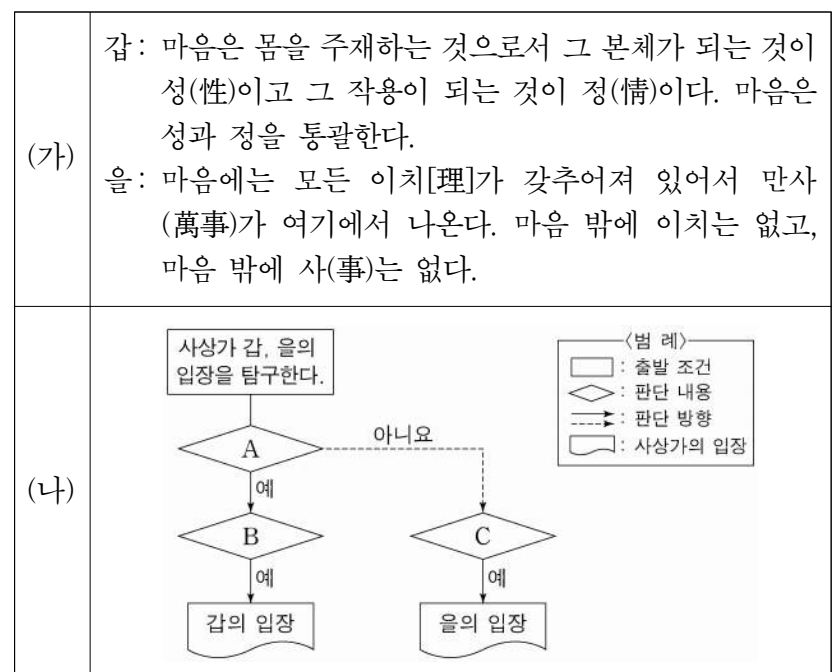 (가)
갑: 마음은 몸을 주재하는 것으로서 그 본체가 되는 것이
성(性)이고 그 작용이 되는 것이 정(情)이다. 마음은
성과 정을 통괄한다.
을: 마음에는 모든 이치[理]가 갖추어져 있어서 만사
(萬事)가 여기에서 나온다. 마음 밖에 이치는 없고,
마음 밖에 사(事)는 없다.
(나)
사상가 갑, 을의
입장을 탐구한다.
<범 례>
: 출발 조건
: 판단 내용
: 판단 방향
: 사상가의 입장
A
아니요
예
B
C
예
예
갑의 입장
을의 입장